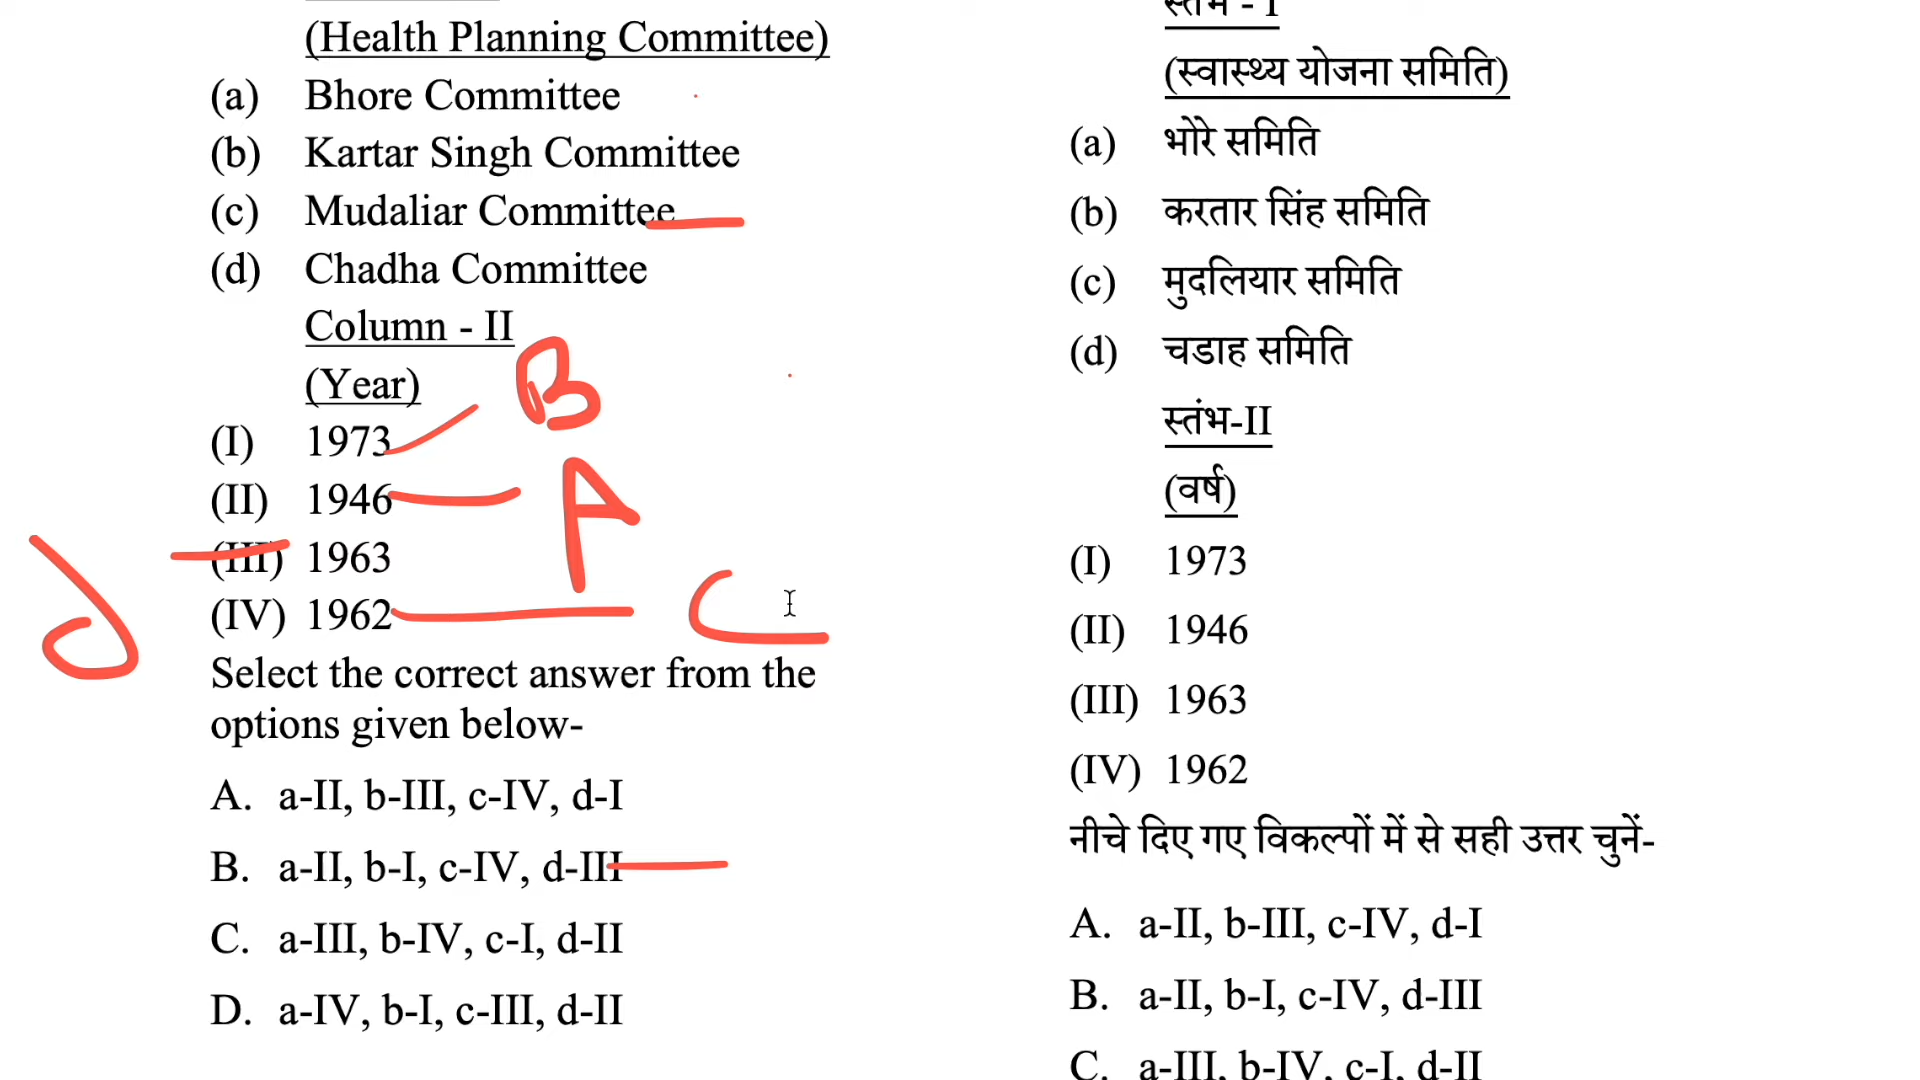 (Health Planning Committee)
(a) Bhore Committee
(b) Kartar Singh Committee
(c) Mudaliar Committee
(d) Chadha Committee
Column - II
(Year)
(I) 1973
B
(II) 1946
A
(III) 1963
(IV) 1962
C
d
Select the correct answer from the
options given below-
A. a-II, b-III, c-IV, d-I
B. a-II, b-I, c-IV, d-III
C. a-III, b-IV, c-I, d-II
D. a-IV, b-I, c-III, d-II
स्तंभ - I
(स्वास्थ्य योजना समिति)
(a) भोरे समिति
(b) करतार सिंह समिति
(c) मुदलियार समिति
(d) चडाह समिति
स्तंभ-II
(वर्ष)
(I) 1973
(II) 1946
(III) 1963
(IV) 1962
नीचे दिए गए विकल्पों में से सही उत्तर चुनें-
A. a-II, b-III, c-IV, d-I
B. a-II, b-I, c-IV, d-III
C. a-III, b-IV, c-I, d-II